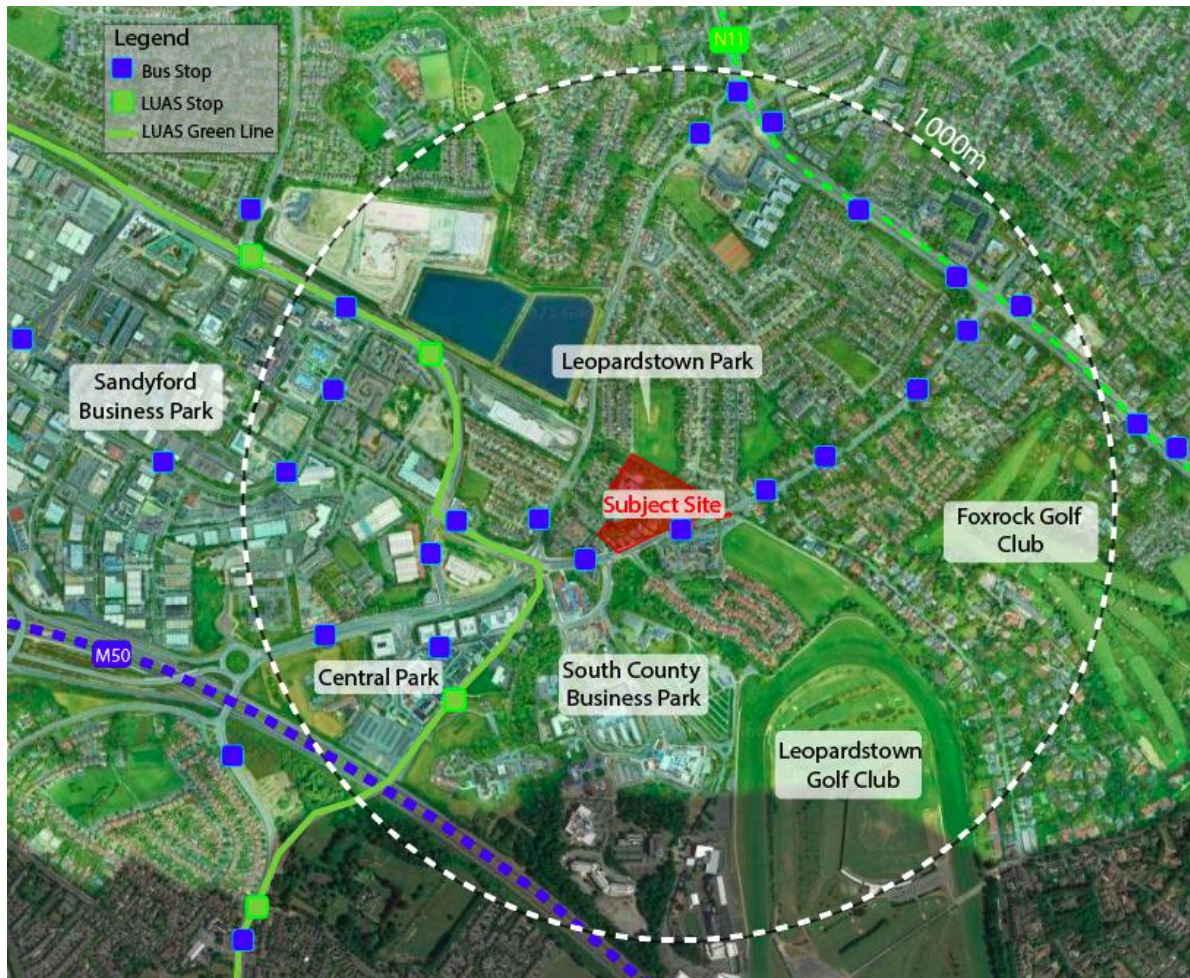 Legend
Bus Stop
LUAS Stop
LUAS Green Line
N11
1000m
Leopardstown Park
Sandyford
Business Park
Subject Site
Foxrock Golf
Club
M50
Central Park
South County
Business Park
Leopardstown
Golf Club